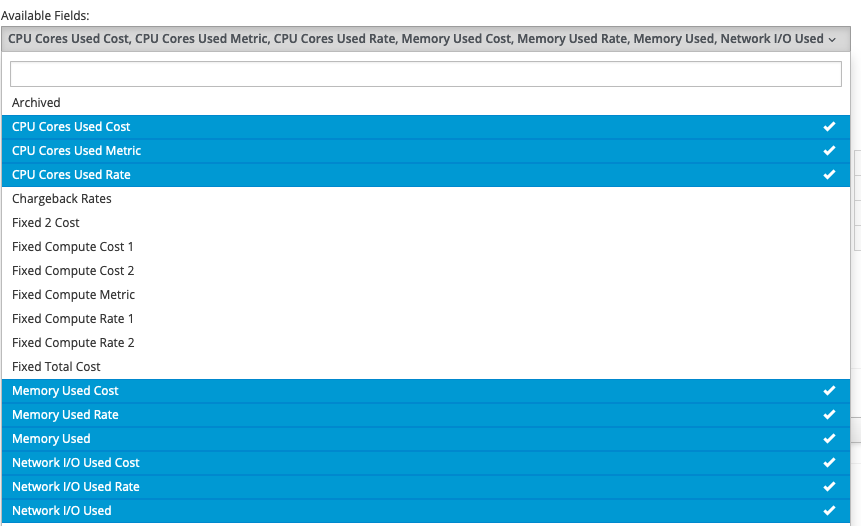 Available Fields:
CPU Cores Used Cost, CPU Cores Used Metric, CPU Cores Used Rate, Memory Used Cost, Memory Used Rate, Memory Used, Network I/O Used
Archived
CPU Cores Used Cost
CPU Cores Used Metric
CPU Cores Used Rate
Chargeback Rates
Fixed 2 Cost
Fixed Compute Cost 1
Fixed Compute Cost 2
Fixed Compute Metric
Fixed Compute Rate 1
Fixed Compute Rate 2
Fixed Total Cost
Memory Used Cost
Memory Used Rate
Memory Used
Network I/O Used Cost
Network I/O Used Rate
Network I/O Used